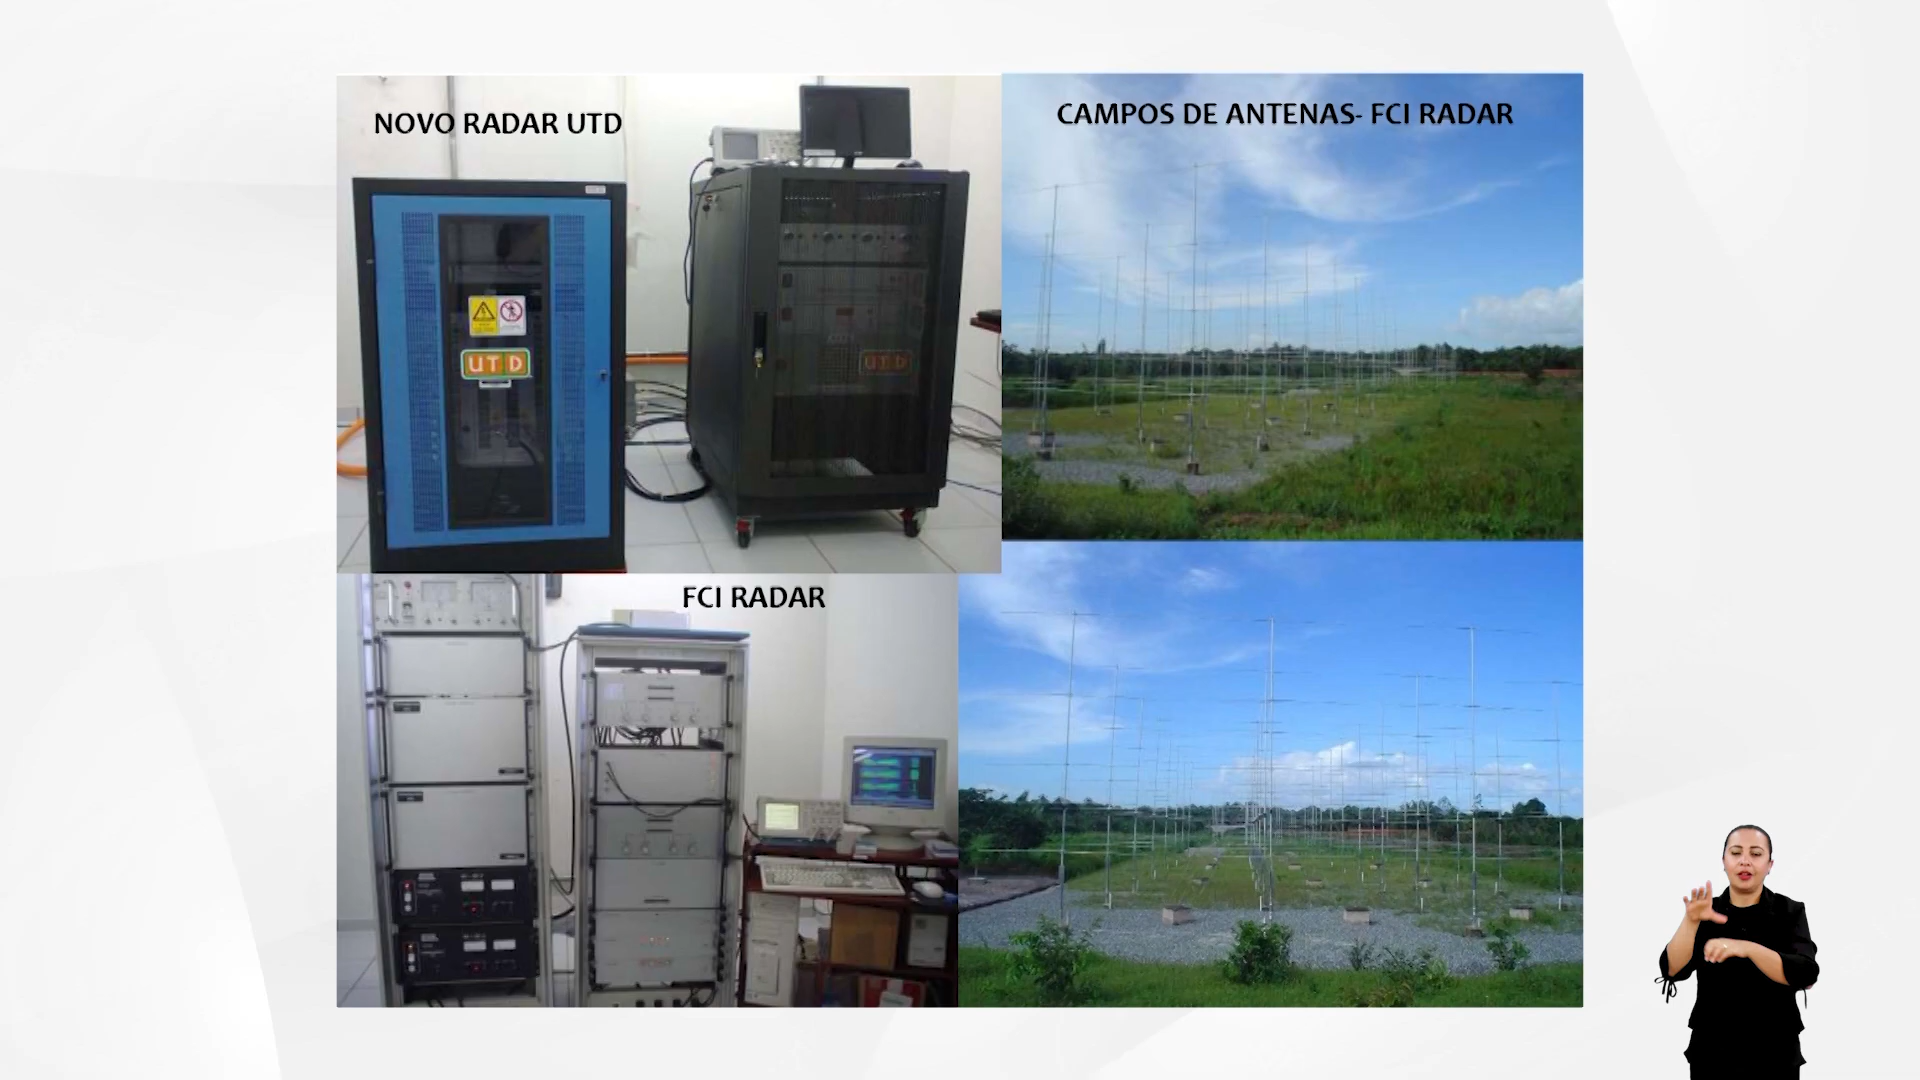 NOVO RADAR UTD
CAMPOS DE ANTENAS- FCI RADAR
UTD
UTD
FCI RADAR